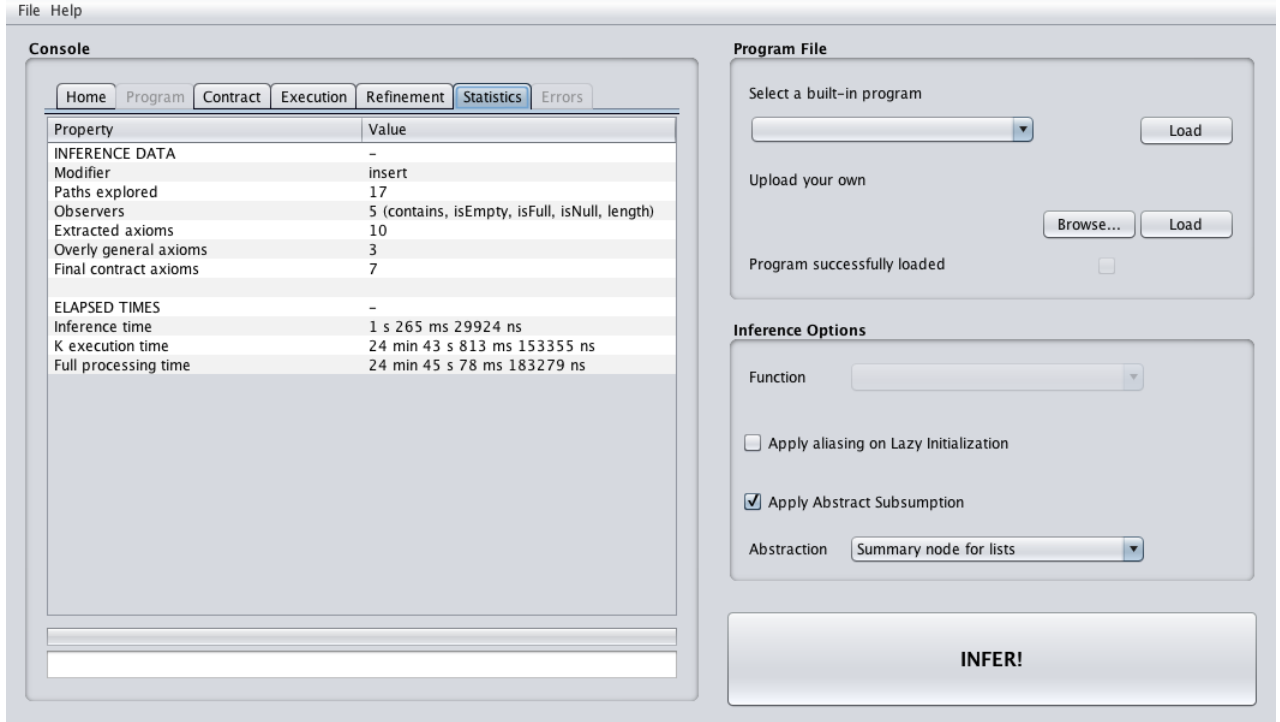 File Help
Console
Home Program Contract Execution Refinement Statistics Errors
Property Value
INFERENCE DATA –
Modifier insert
Paths explored 17
Observers 5 (contains, isEmpty, isFull, isNull, length)
Extracted axioms 10
Overly general axioms 3
Final contract axioms 7
ELAPSED TIMES –
Inference time 1 s 265 ms 29924 ns
K execution time 24 min 43 s 813 ms 153355 ns
Full processing time 24 min 45 s 78 ms 183279 ns
Program File
Select a built-in program
Load
Upload your own
Browse... Load
Program successfully loaded
Inference Options
Function
Apply aliasing on Lazy Initialization
Apply Abstract Subsumption
Abstraction Summary node for lists
INFER!